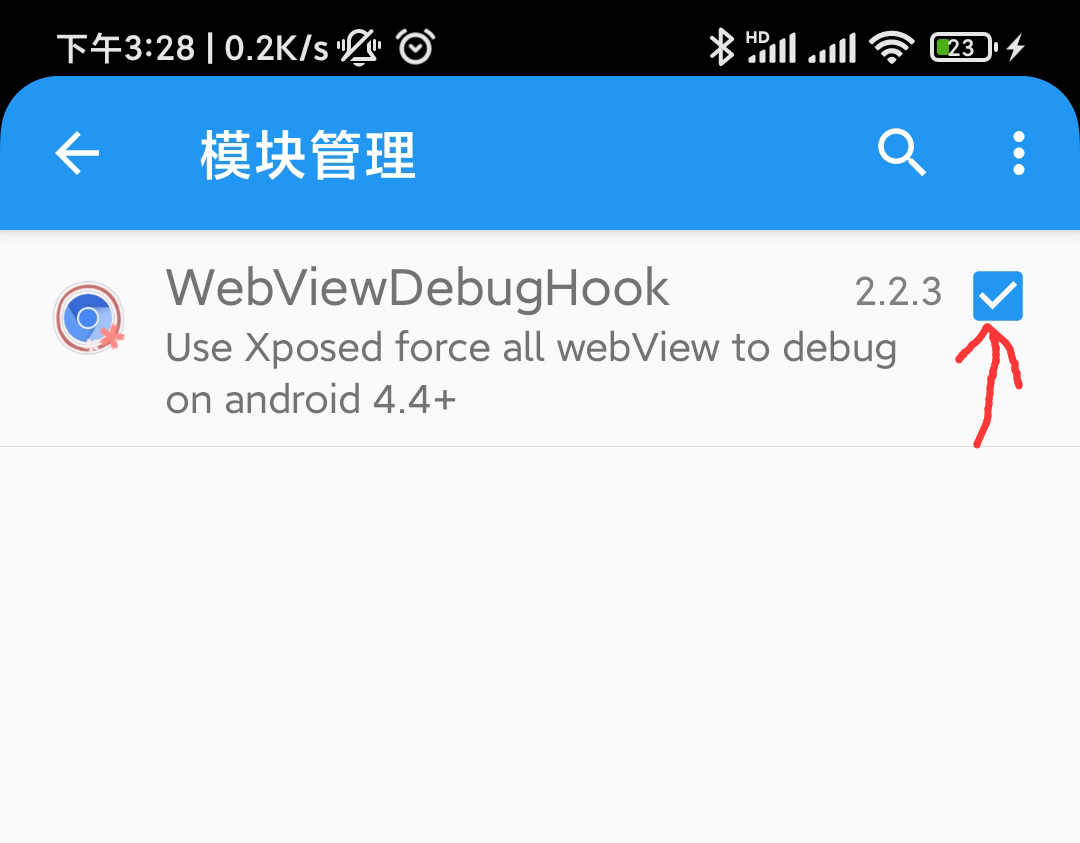 下午3:28 | 0.2K/s HD 23
模块管理
WebViewDebugHook 2.2.3
Use Xposed force all webView to debug
on android 4.4+